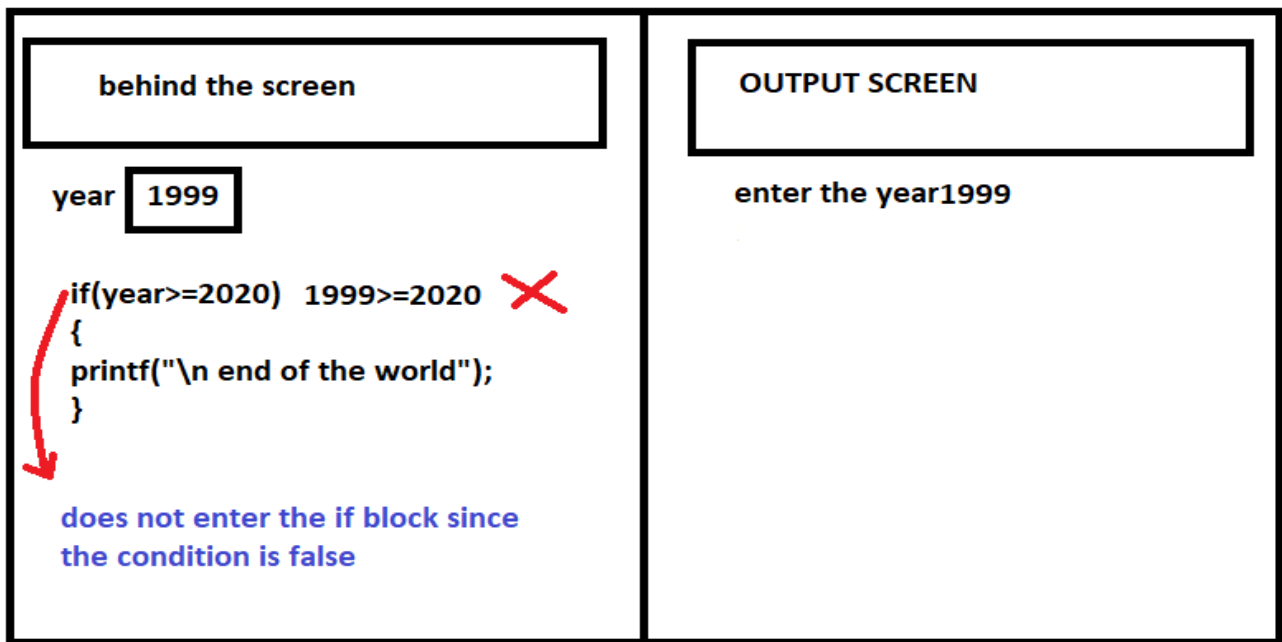 behind the screen
year 1999
if(year>=2020) 1999>=2020
{
printf("\n end of the world");
}
does not enter the if block since
the condition is false
OUTPUT SCREEN
enter the year1999